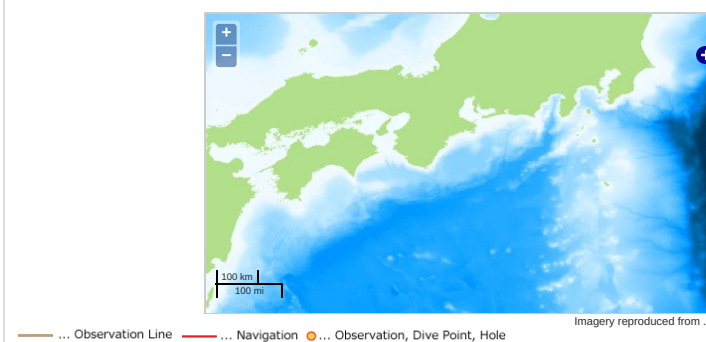 +
−
100 km
100 mi
Imagery reproduced from .
... Observation Line ... Navigation ... Observation, Dive Point, Hole